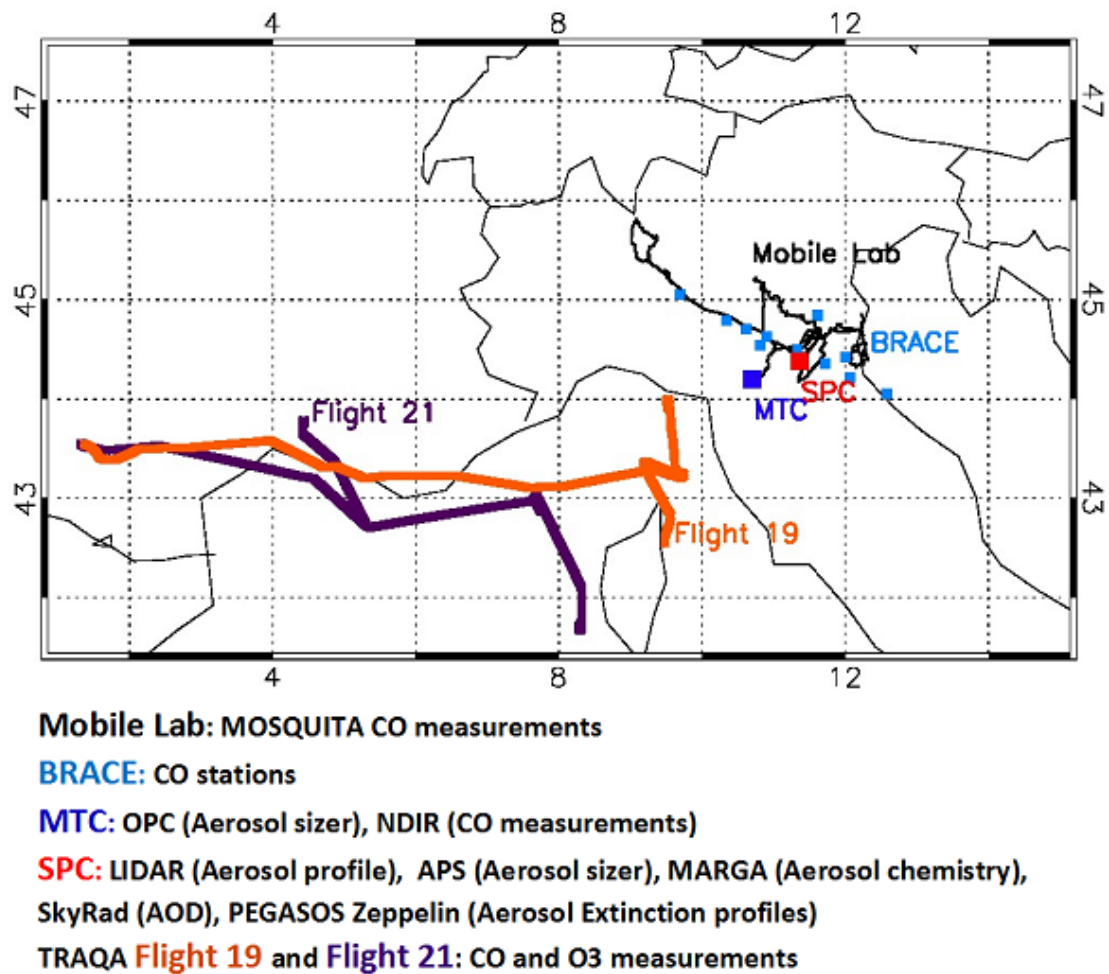 4 8 12
47 47
Mobile Lab
45 45
BRACE
SPC
MTC
Flight 21
43 43
Flight 19
4 8 12
Mobile Lab: MOSQUITA CO measurements
BRACE: CO stations
MTC: OPC (Aerosol sizer), NDIR (CO measurements)
SPC: LIDAR (Aerosol profile), APS (Aerosol sizer), MARGA (Aerosol chemistry),
SkyRad (AOD), PEGASOS Zeppelin (Aerosol Extinction profiles)
TRAQA Flight 19 and Flight 21: CO and O3 measurements